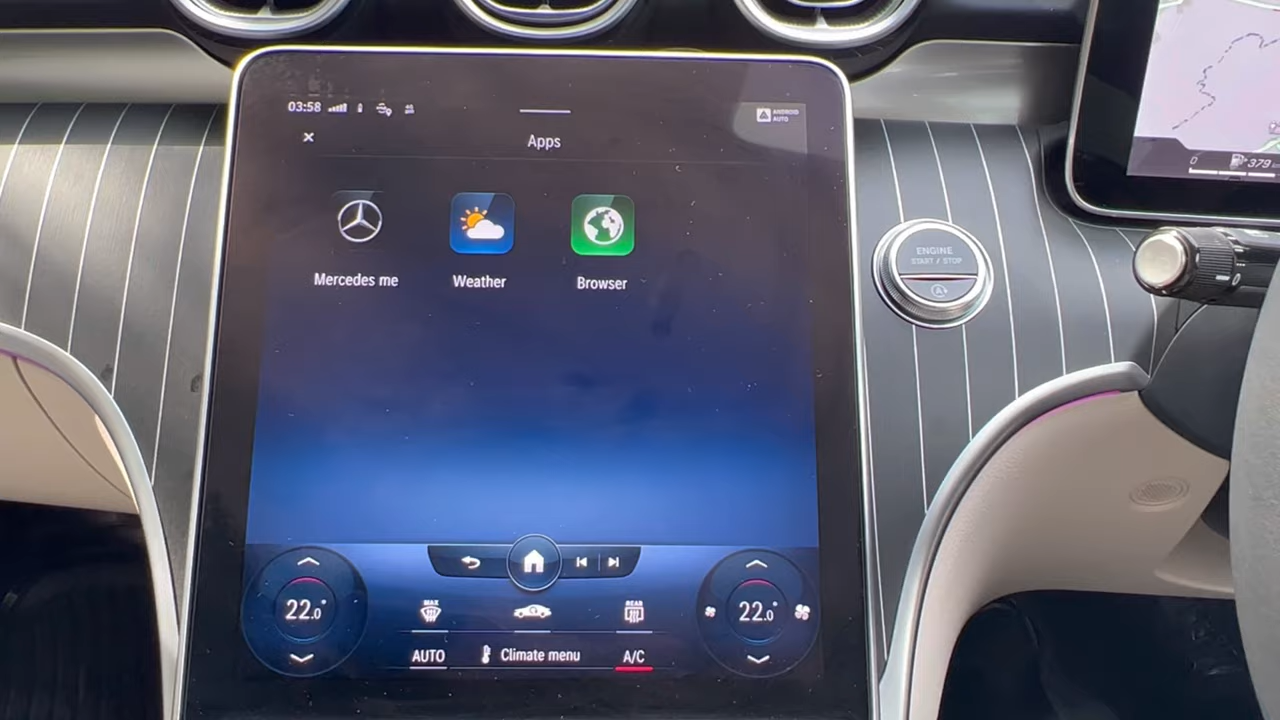 03:58
ANDROID
AUTO
Apps
Mercedes me
Weather
Browser
ENGINE
START / STOP
0
379
22.0°
MAX
REAR
22.0°
AUTO
Climate menu
A/C